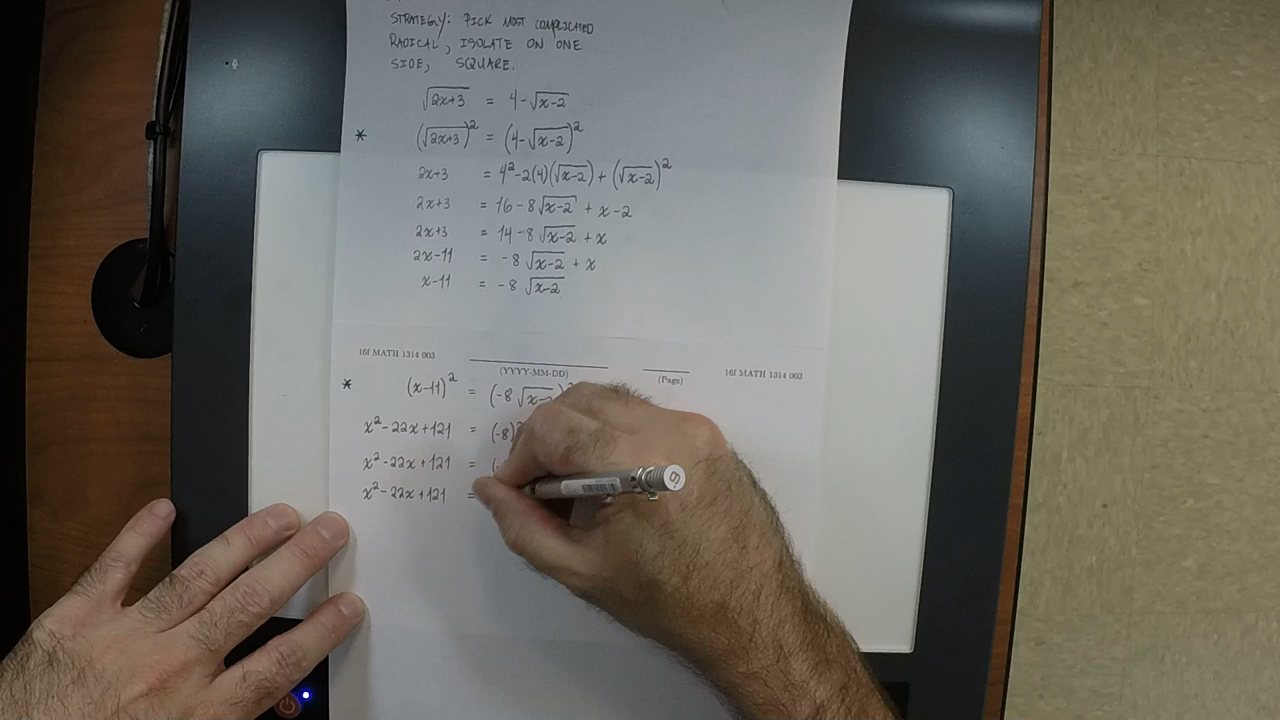 STRATEGY: PICK MOST COMPLICATED
RADICAL, ISOLATE ON ONE
SIDE, SQUARE.
√(2x+3) = 4-√(x-2)
* (√(2x+3))² = (4-√(x-2))²
2x+3 = 4²-2(4)(√(x-2)) + (√(x-2))²
2x+3 = 16-8√(x-2) + x-2
2x+3 = 14-8√(x-2) + x
2x-11 = -8√(x-2) + x
x-11 = -8√(x-2)
16f MATH 1314 003 (YYYY-MM-DD) (Page) 16f MATH 1314 003
* (x-11)² = (-8√x-
x²-22x+121 = (-8)
x²-22x+121 = (-
x²-22x+121 =